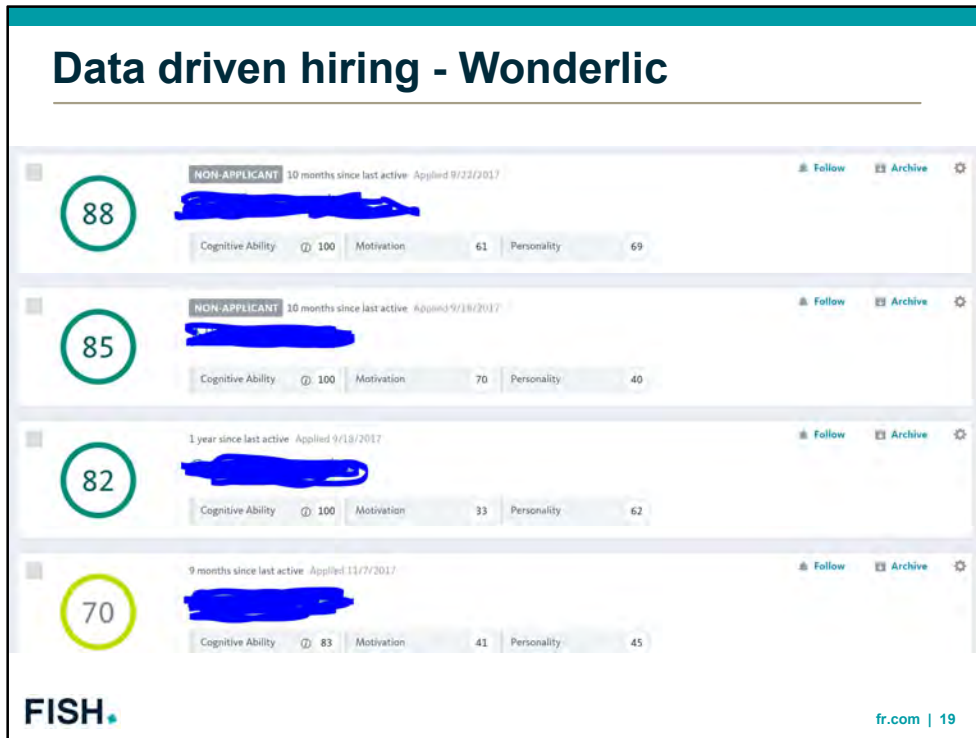 Data driven hiring - Wonderlic
NON-APPLICANT 10 months since last active Applied 9/22/2017 Follow Archive
88
Cognitive Ability 100 Motivation 61 Personality 69
NON-APPLICANT 10 months since last active Applied 9/18/2017 Follow Archive
85
Cognitive Ability 100 Motivation 70 Personality 40
1 year since last active Applied 9/18/2017 Follow Archive
82
Cognitive Ability 100 Motivation 33 Personality 62
9 months since last active Applied 11/7/2017 Follow Archive
70
Cognitive Ability 83 Motivation 41 Personality 45
FISH. fr.com | 19